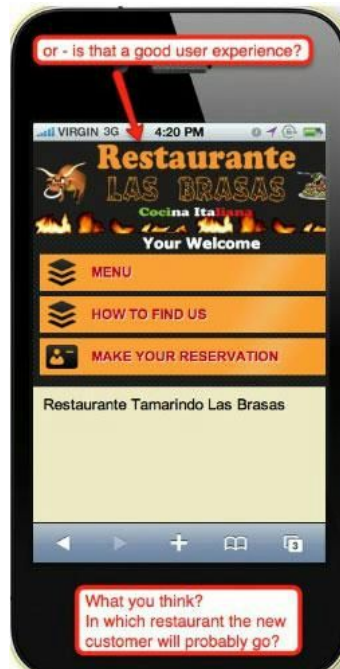 or - is that a good user experience?
VIRGIN 3G 4:20 PM
Restaurante
LAS BRASAS
Cocina Italiana
Your Welcome
MENU
HOW TO FIND US
MAKE YOUR RESERVATION
Restaurante Tamarindo Las Brasas
3
What you think?
In which restaurant the new
customer will probably go?